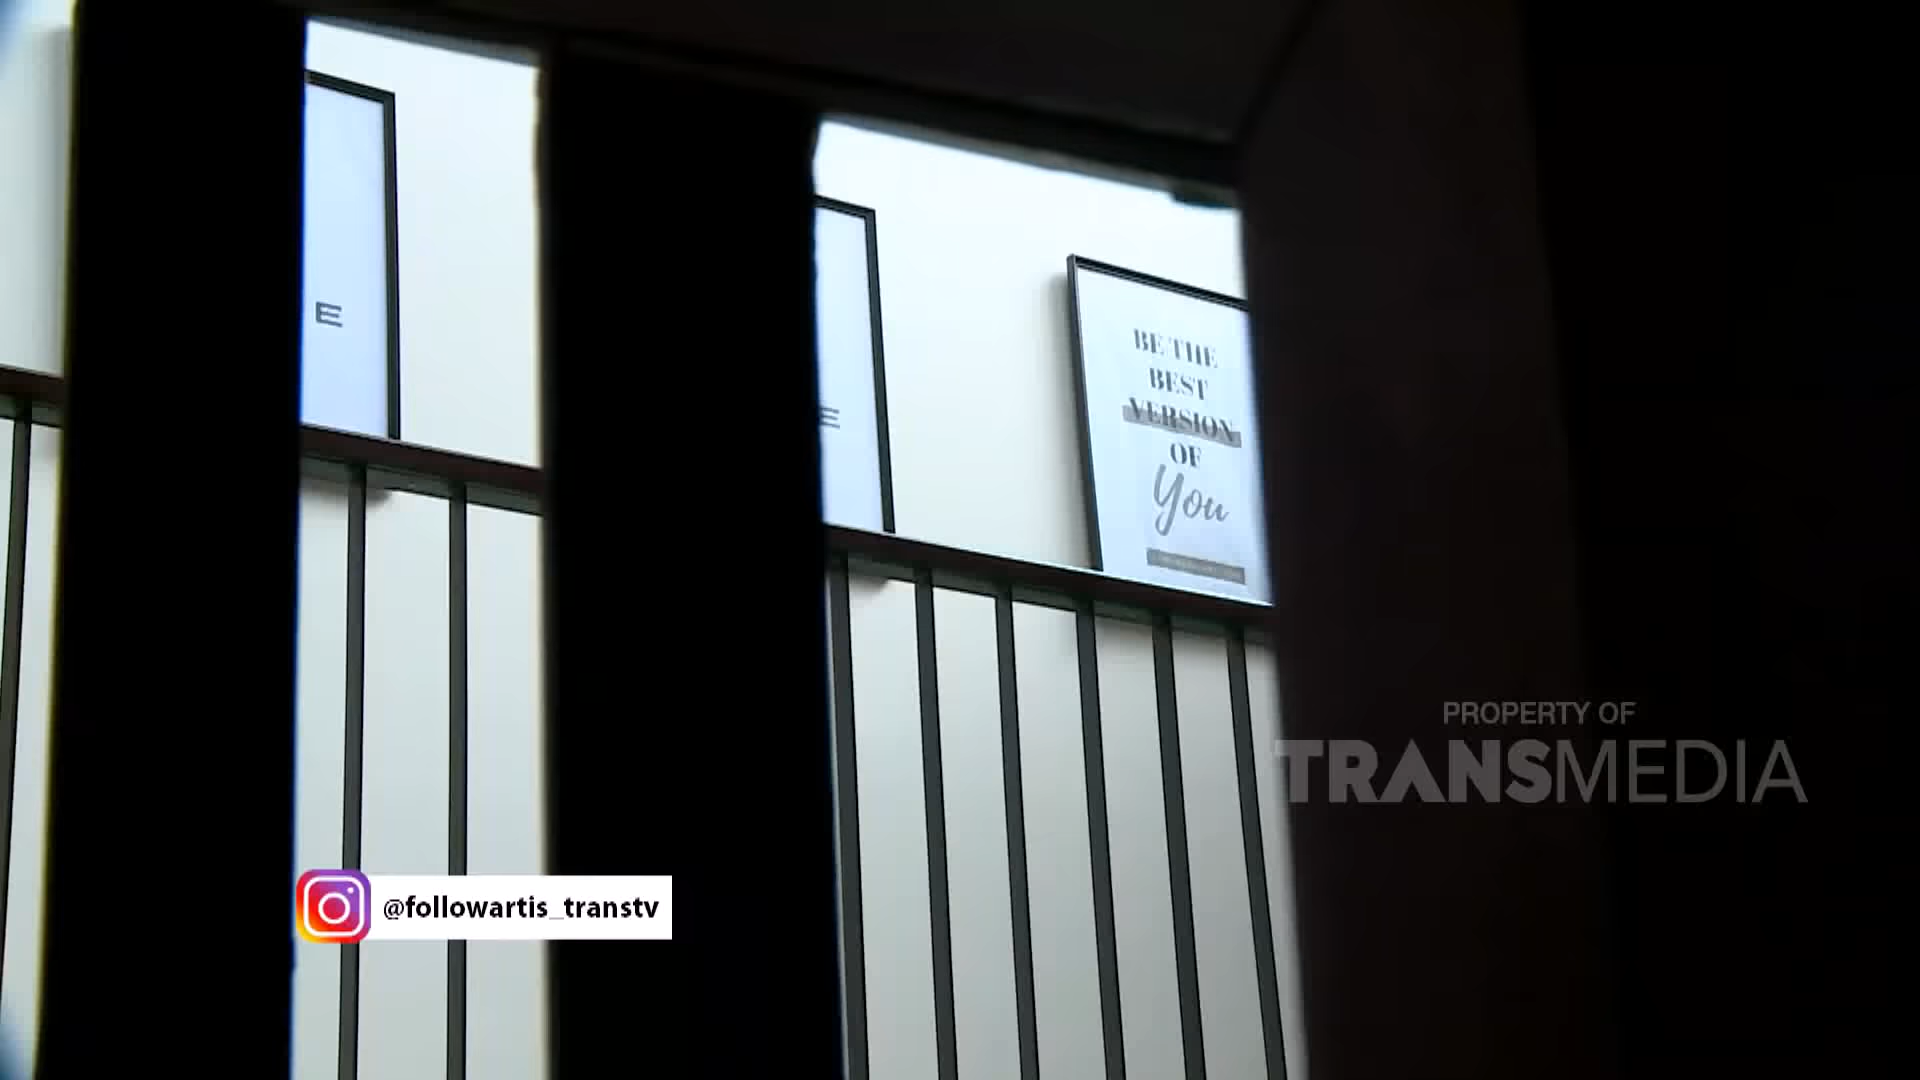 E
E
BE THE
BEST
VERSION
OF
You
PROPERTY OF
TRANSMEDIA
@followartis_transtv